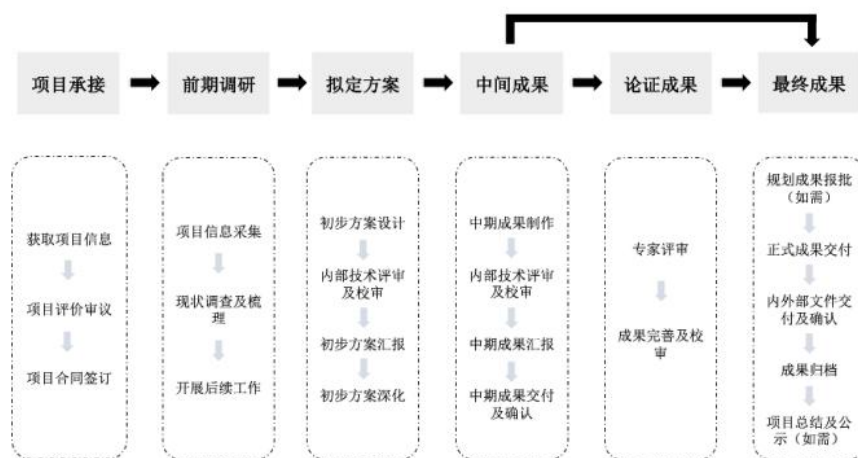 项目承接
前期调研
拟定方案
中间成果
论证成果
最终成果
获取项目信息
项目评价审议
项目合同签订
项目信息采集
现状调查及梳
理
开展后续工作
初步方案设计
内部技术评审
及校审
初步方案汇报
初步方案深化
中期成果制作
内部技术评审
及校审
中期成果汇报
中期成果交付
及确认
专家评审
成果完善及校
审
规划成果报批
（如需）
正式成果交付
内外部文件交
付及确认
成果归档
项目总结及公
示（如需）